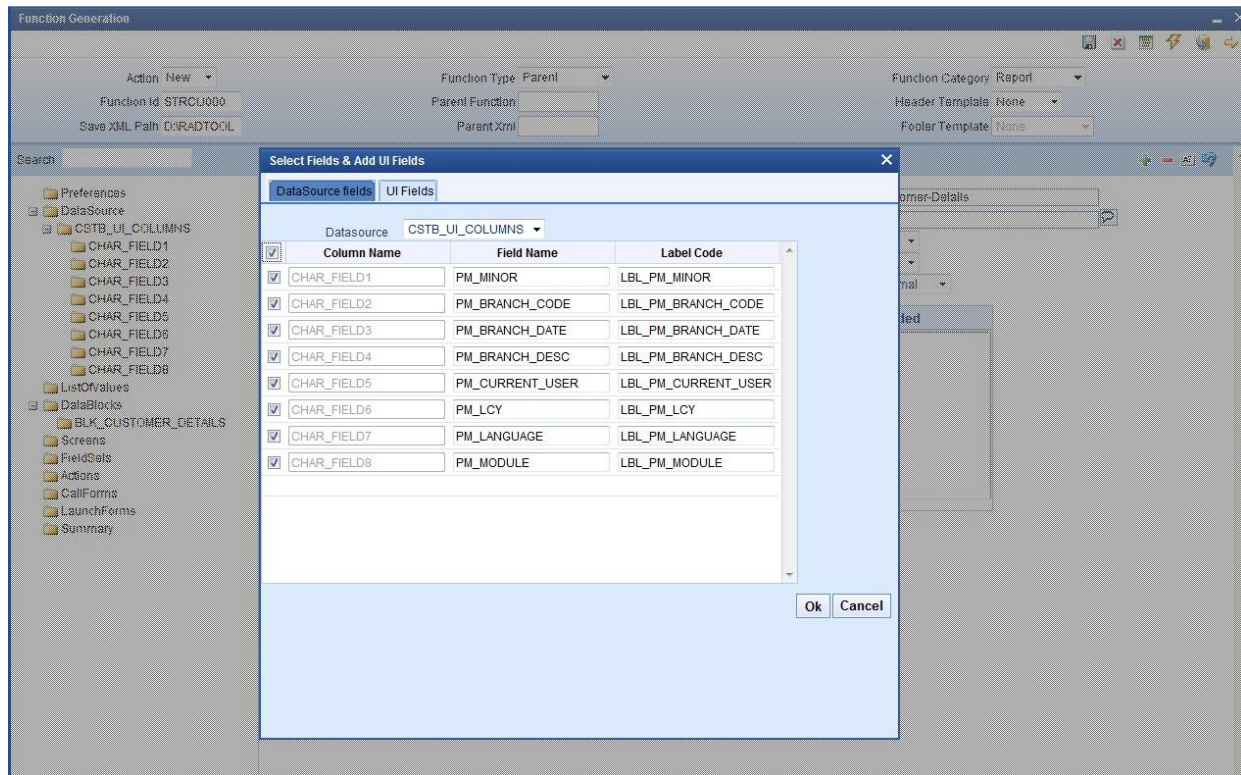 Function Generation
Action New Function Type Parent Function Category Report
Function Id STRCU000 Parent Function Header Template None
Save XML Path D:\RADTOOL Parent Xml Footer Template None
Search
Select Fields & Add UI Fields
DataSource fields UI Fields
Datasource CSTB_UI_COLUMNS
Column Name Field Name Label Code
CHAR_FIELD1 PM_MINOR LBL_PM_MINOR
CHAR_FIELD2 PM_BRANCH_CODE LBL_PM_BRANCH_CODE
CHAR_FIELD3 PM_BRANCH_DATE LBL_PM_BRANCH_DATE
CHAR_FIELD4 PM_BRANCH_DESC LBL_PM_BRANCH_DESC
CHAR_FIELD5 PM_CURRENT_USER LBL_PM_CURRENT_USER
CHAR_FIELD6 PM_LCY LBL_PM_LCY
CHAR_FIELD7 PM_LANGUAGE LBL_PM_LANGUAGE
CHAR_FIELD8 PM_MODULE LBL_PM_MODULE
Ok Cancel
Preferences
DataSource
CSTB_UI_COLUMNS
CHAR_FIELD1
CHAR_FIELD2
CHAR_FIELD3
CHAR_FIELD4
CHAR_FIELD5
CHAR_FIELD6
CHAR_FIELD7
CHAR_FIELD8
ListOfValues
DataBlocks
BLK_CUSTOMER_DETAILS
Screens
FieldSets
Actions
CallForms
LaunchForms
Summary
omer-Details
rnal
ded